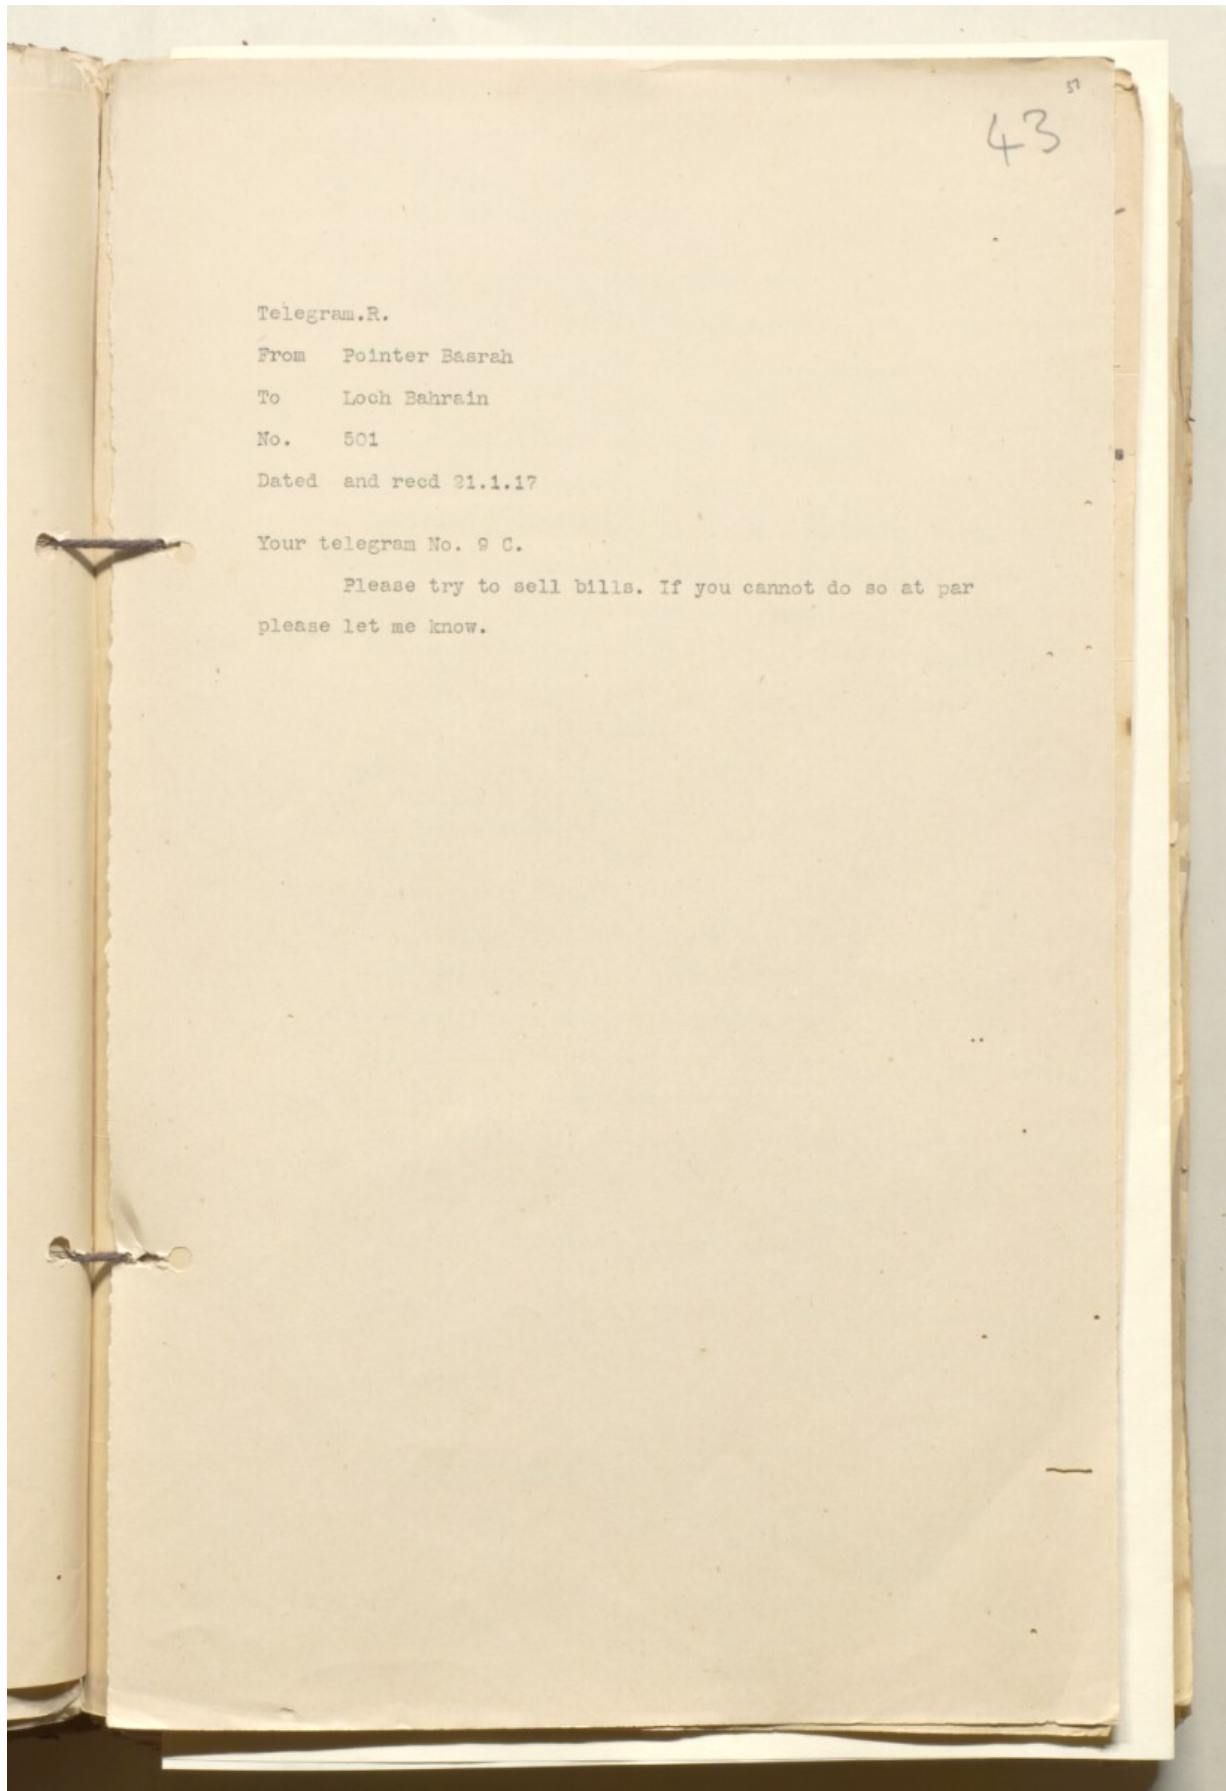 43
Telegram.R.
From Pointer Basrah
To Loch Bahrain
No. 501
Dated and recd 21.1.17
Your telegram No. 9 C.
Please try to sell bills. If you cannot do so at par
please let me know.